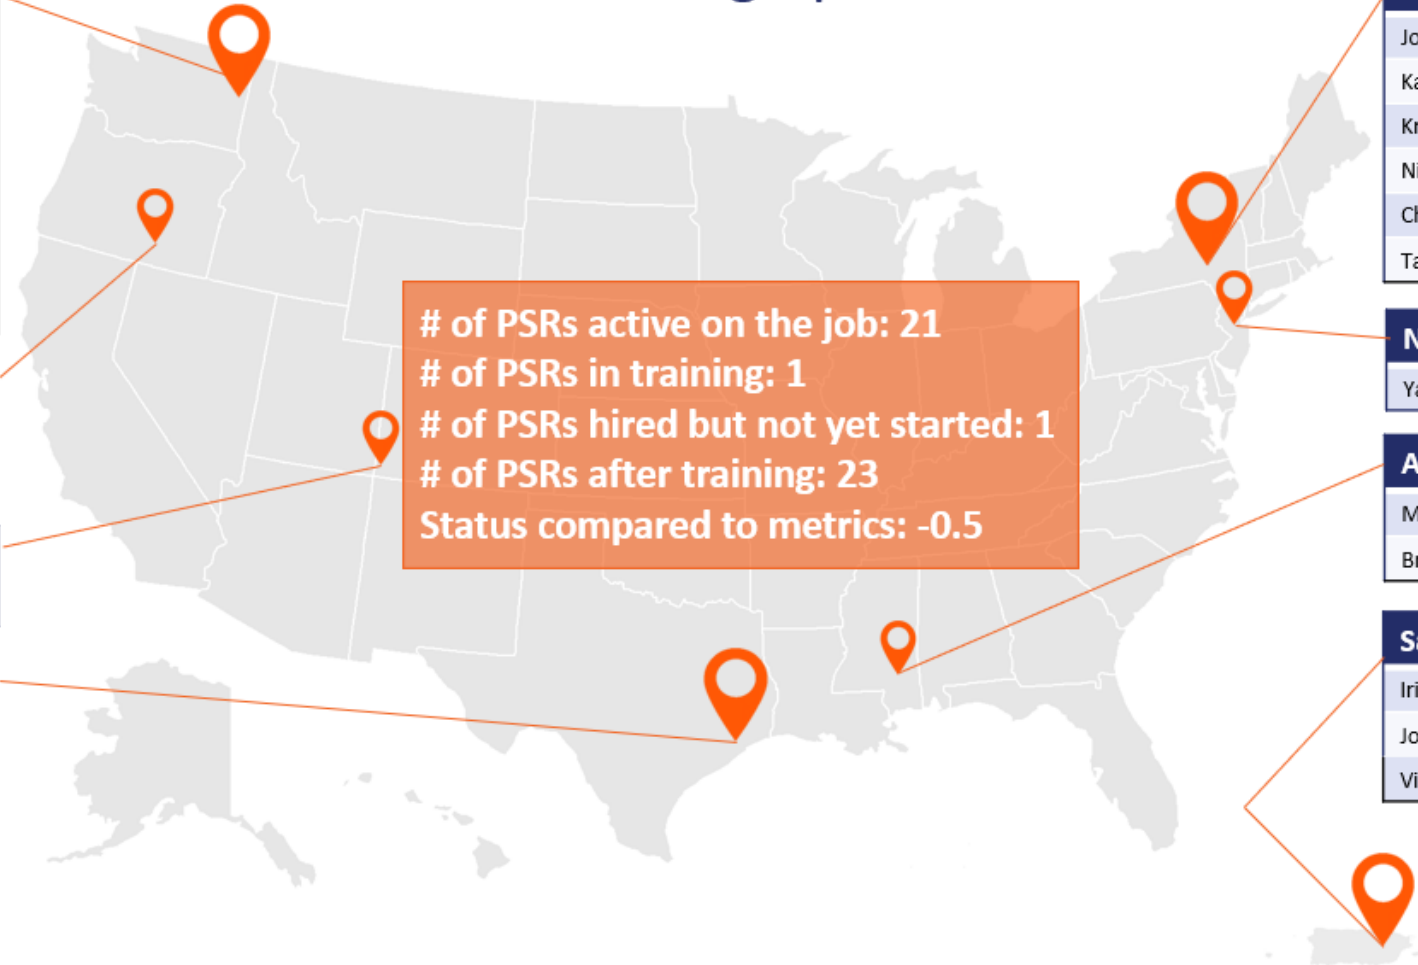 # of PSRs active on the job: 21
# of PSRs in training: 1
# of PSRs hired but not yet started: 1
# of PSRs after training: 23
Status compared to metrics: -0.5